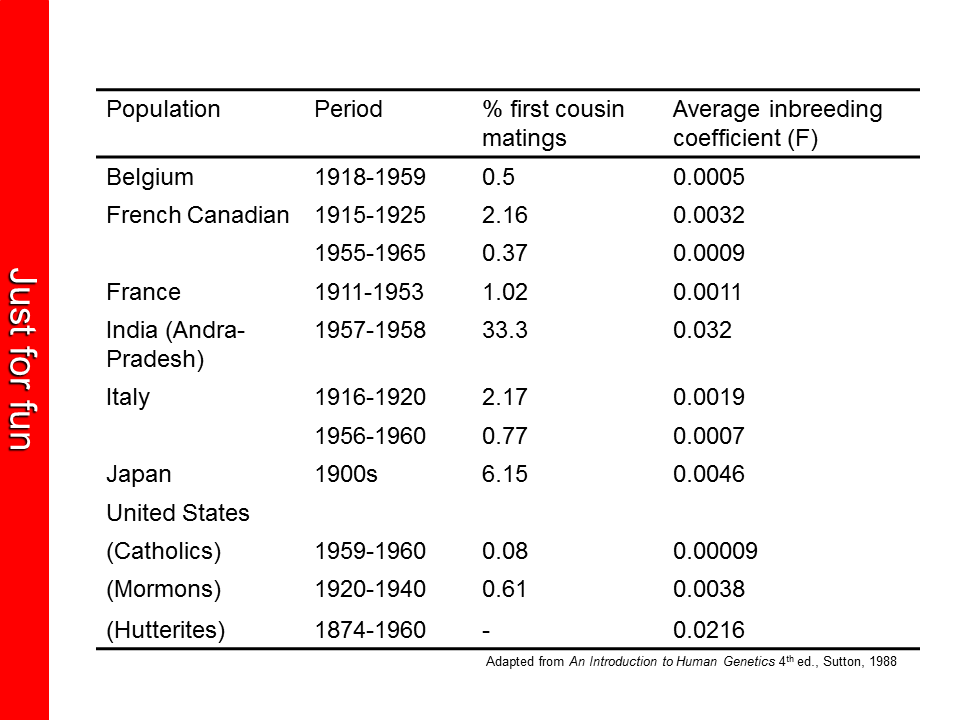 Just for fun
Population Period % first cousin matings Average inbreeding coefficient (F)
Belgium 1918-1959 0.5 0.0005
French Canadian 1915-1925 2.16 0.0032
1955-1965 0.37 0.0009
France 1911-1953 1.02 0.0011
India (Andra-Pradesh) 1957-1958 33.3 0.032
Italy 1916-1920 2.17 0.0019
1956-1960 0.77 0.0007
Japan 1900s 6.15 0.0046
United States
(Catholics) 1959-1960 0.08 0.00009
(Mormons) 1920-1940 0.61 0.0038
(Hutterites) 1874-1960 - 0.0216
Adapted from An Introduction to Human Genetics 4th ed., Sutton, 1988